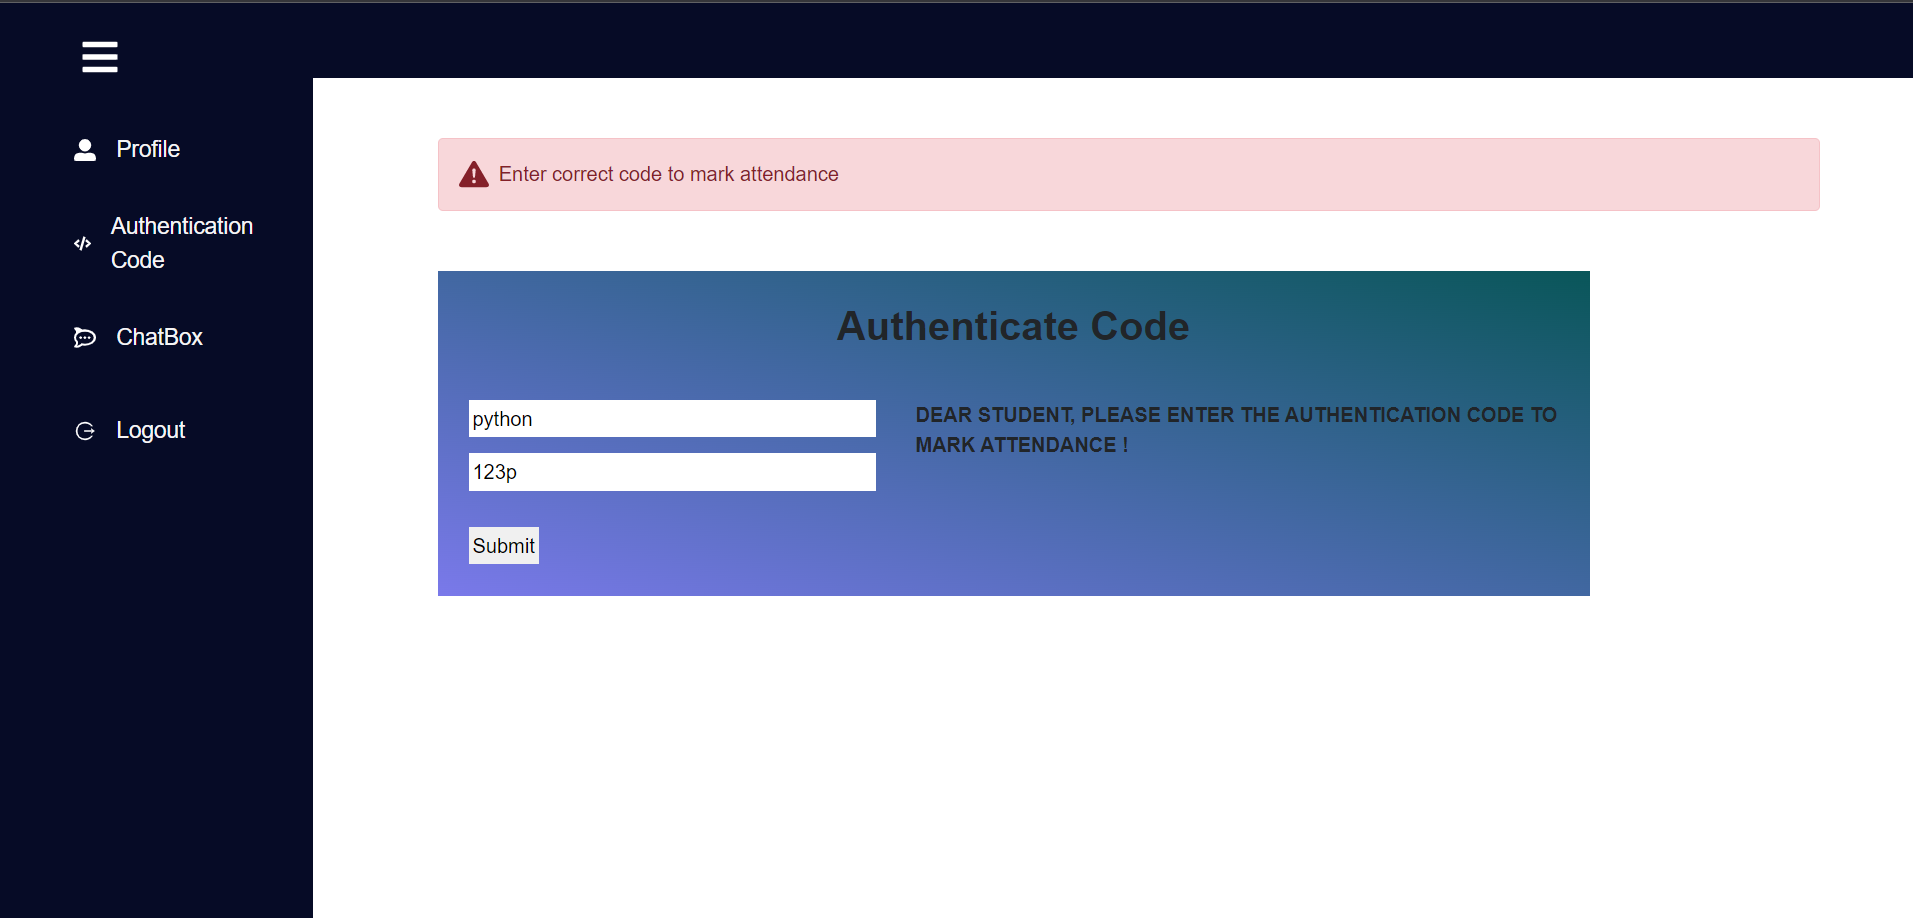 Profile
Authentication
Code
ChatBox
Logout
Enter correct code to mark attendance
Authenticate Code
python
123p
Submit
DEAR STUDENT, PLEASE ENTER THE AUTHENTICATION CODE TO
MARK ATTENDANCE !